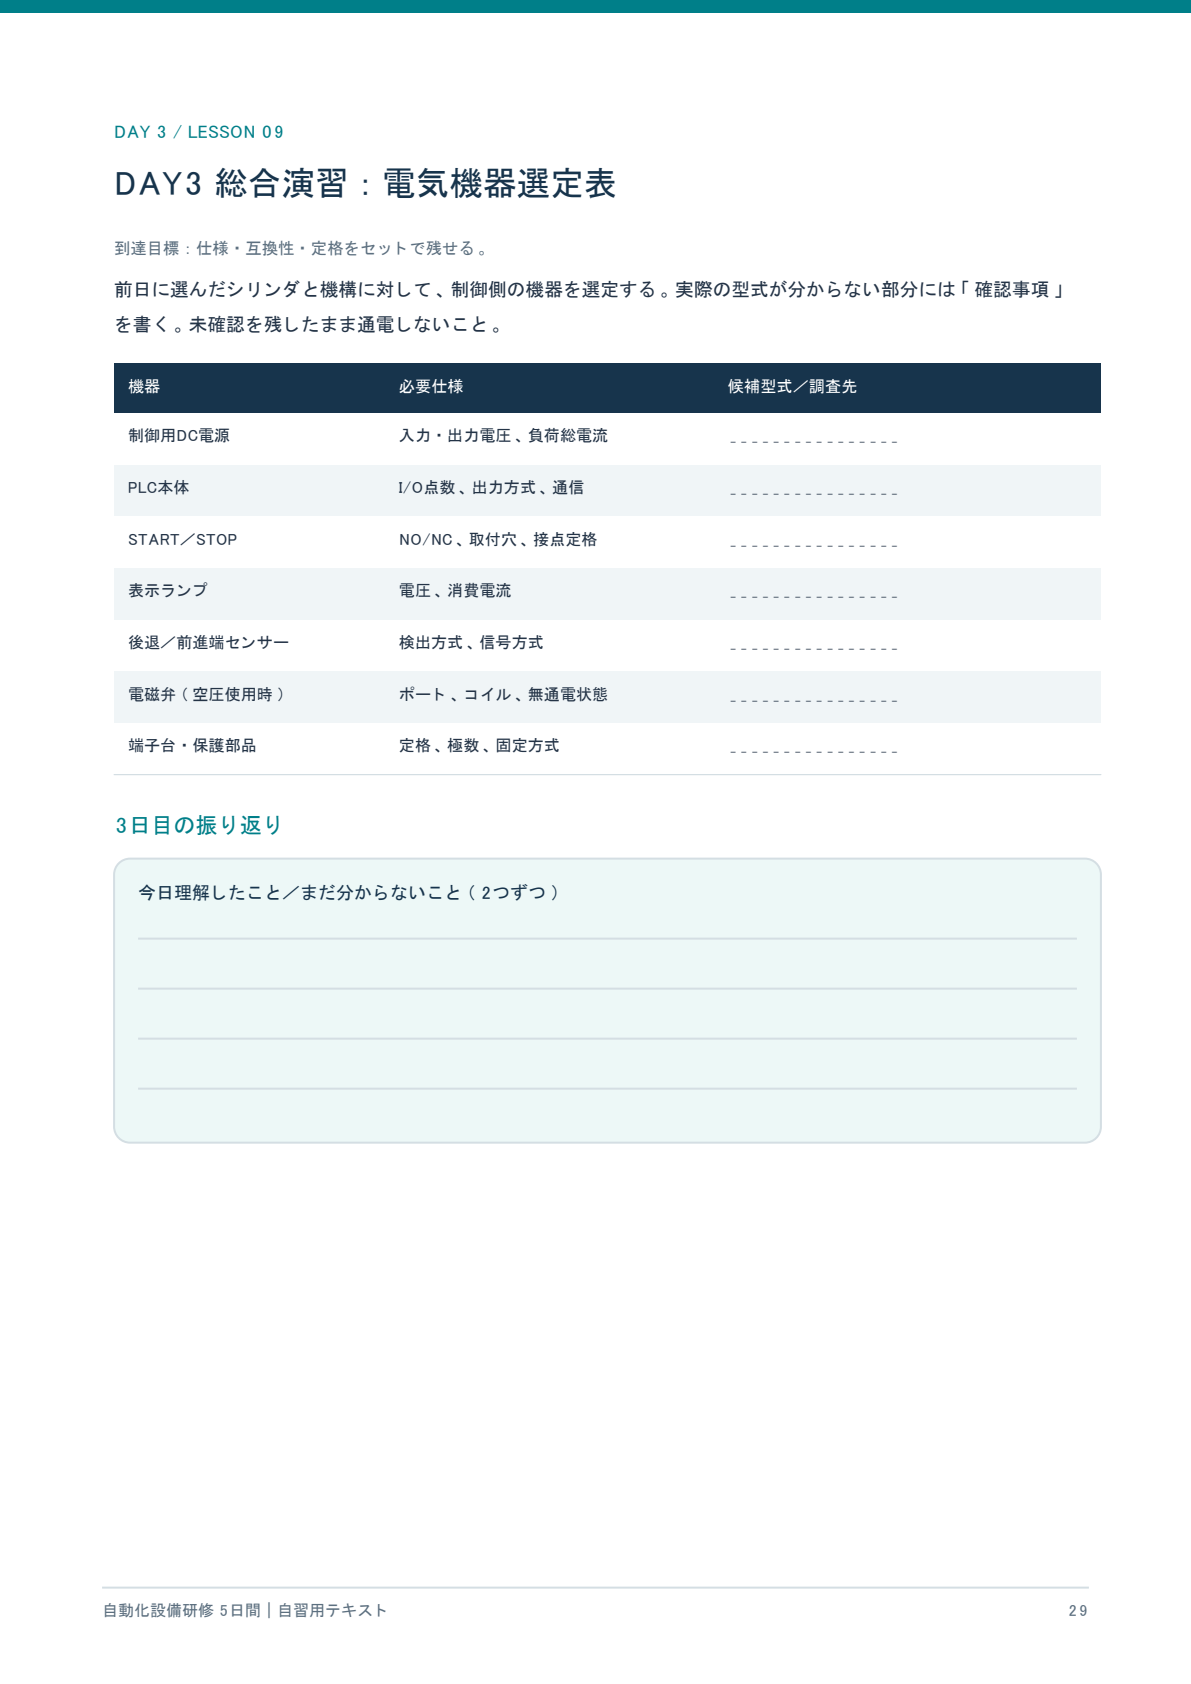 DAY 3 / LESSON 09
DAY3 総合演習：電気機器選定表
到達目標：仕様・互換性・定格をセットで残せる。
前日に選んだシリンダと機構に対して、制御側の機器を選定する。実際の型式が分からない部分には「確認事項」
を書く。未確認を残したまま通電しないこと。
機器 必要仕様 候補型式／調査先
制御用DC電源 入力・出力電圧、負荷総電流 ________________
PLC本体 I/O点数、出力方式、通信 ________________
START／STOP NO/NC、取付穴、接点定格 ________________
表示ランプ 電圧、消費電流 ________________
後退／前進端センサー 検出方式、信号方式 ________________
電磁弁（空圧使用時） ポート、コイル、無通電状態 ________________
端子台・保護部品 定格、極数、固定方式 ________________
3日目の振り返り
今日理解したこと／まだ分からないこと（2つずつ）
自動化設備研修 5日間｜自習用テキスト 29